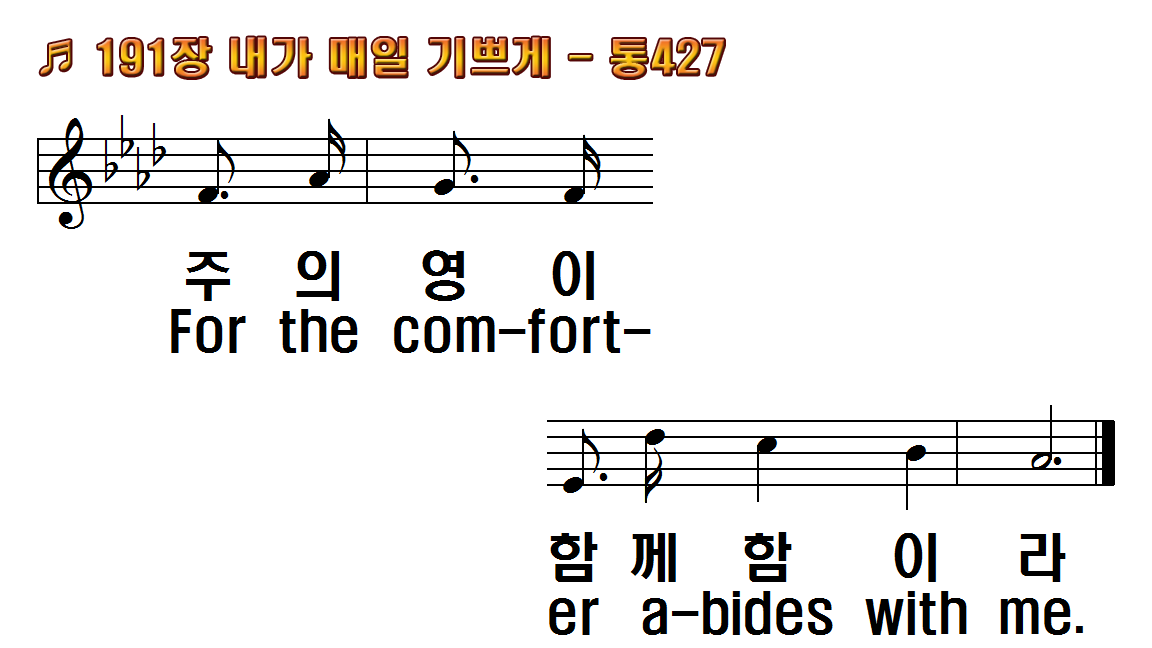 ♬ 191장 내가 매일 기쁘게 - 통427
주 의 영 이
For the com-fort-
함 께 함 이 라
er a-bides with me.